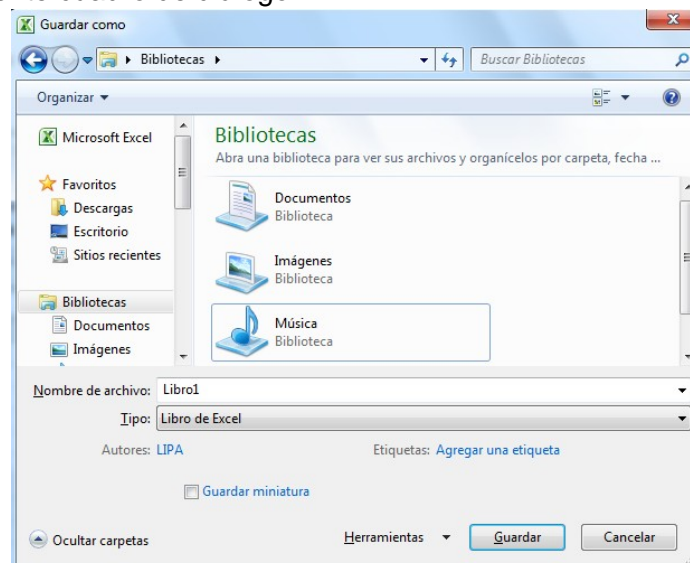 Guardar como
Bibliotecas
Buscar Bibliotecas
Organizar
Microsoft Excel
Favoritos
Descargas
Escritorio
Sitios recientes
Bibliotecas
Documentos
Imágenes
Bibliotecas
Abra una biblioteca para ver sus archivos y organícelos por carpeta, fecha ...
Documentos
Biblioteca
Imágenes
Biblioteca
Música
Biblioteca
Nombre de archivo: Libro1
Tipo: Libro de Excel
Autores: LIPA
Etiquetas: Agregar una etiqueta
Guardar miniatura
Ocultar carpetas
Herramientas
Guardar
Cancelar